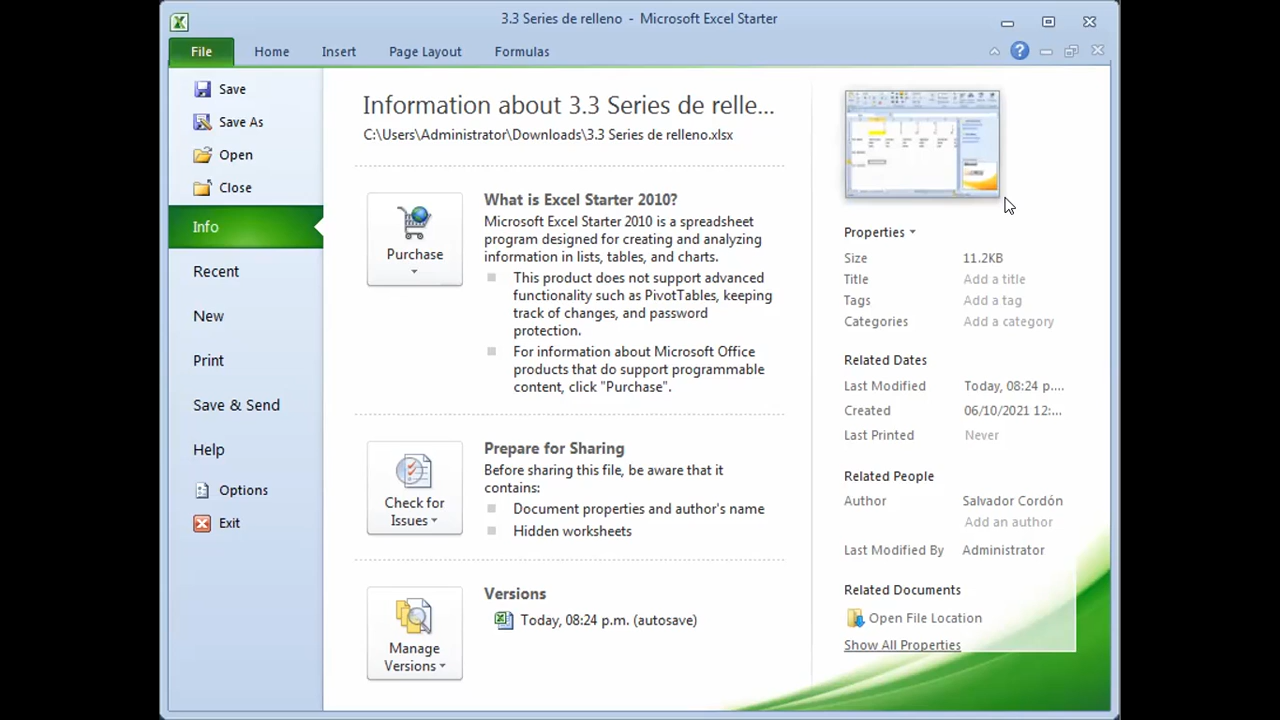 3.3 Series de relleno - Microsoft Excel Starter
File Home Insert Page Layout Formulas
Save
Save As
Open
Close
Info
Recent
New
Print
Save & Send
Help
Options
Exit
Information about 3.3 Series de relle...
C:\Users\Administrator\Downloads\3.3 Series de relleno.xlsx
Purchase
What is Excel Starter 2010?
Microsoft Excel Starter 2010 is a spreadsheet
program designed for creating and analyzing
information in lists, tables, and charts.
This product does not support advanced
functionality such as PivotTables, keeping
track of changes, and password
protection.
For information about Microsoft Office
products that do support programmable
content, click "Purchase".
Check for
Issues
Prepare for Sharing
Before sharing this file, be aware that it
contains:
Document properties and author's name
Hidden worksheets
Manage
Versions
Versions
Today, 08:24 p.m. (autosave)
Properties
Size 11.2KB
Title Add a title
Tags Add a tag
Categories Add a category
Related Dates
Last Modified Today, 08:24 p....
Created 06/10/2021 12:...
Last Printed Never
Related People
Author Salvador Cordón
Add an author
Last Modified By Administrator
Related Documents
Open File Location
Show All Properties